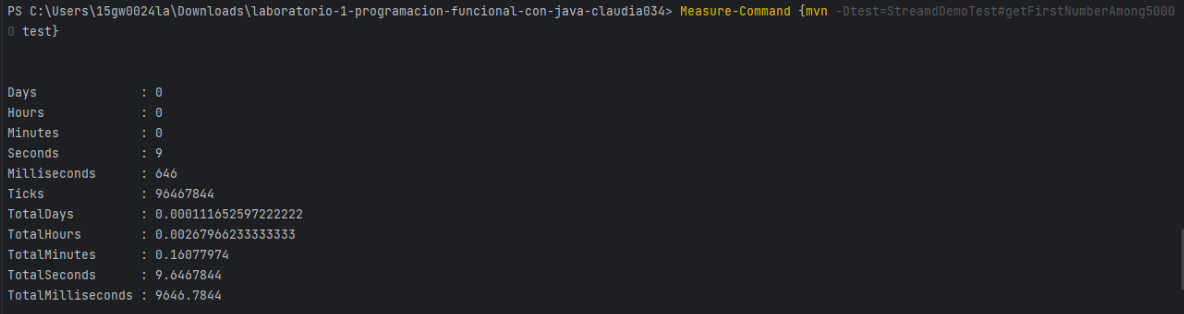 PS C:\Users\15gw0024la\Downloads\laboratorio-1-programacion-funcional-con-java-claudia034> Measure-Command {mvn -Dtest=StreamdDemoTest#getFirstNumberAmong5000
0 test}
Days              : 0
Hours             : 0
Minutes           : 0
Seconds           : 9
Milliseconds      : 646
Ticks             : 96467844
TotalDays         : 0.000111652597222222
TotalHours        : 0.00267966233333333
TotalMinutes      : 0.16077974
TotalSeconds      : 9.6467844
TotalMilliseconds : 9646.7844